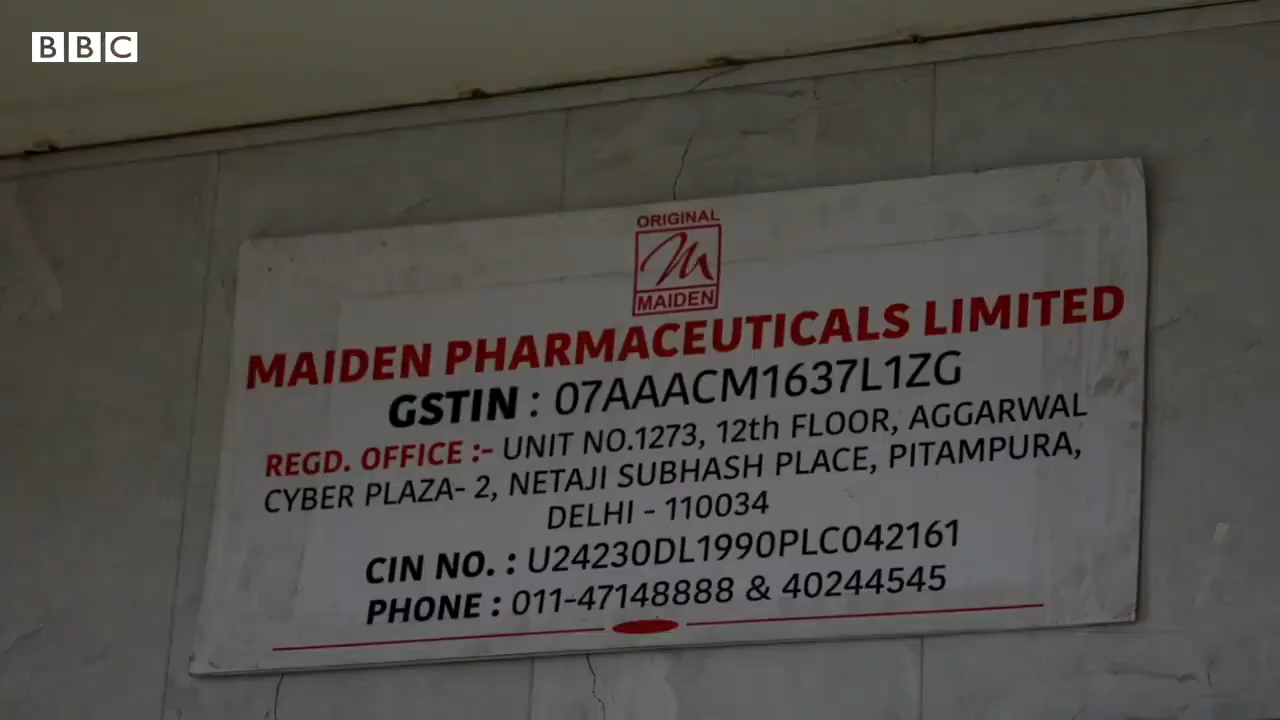 BBC
ORIGINAL
M
MAIDEN
MAIDEN PHARMACEUTICALS LIMITED
GSTIN : 07AAACM1637L1ZG
REGD. OFFICE :- UNIT NO.1273, 12th FLOOR, AGGARWAL
CYBER PLAZA- 2, NETAJI SUBHASH PLACE, PITAMPURA,
DELHI - 110034
CIN NO. : U24230DL1990PLC042161
PHONE : 011-47148888 & 40244545